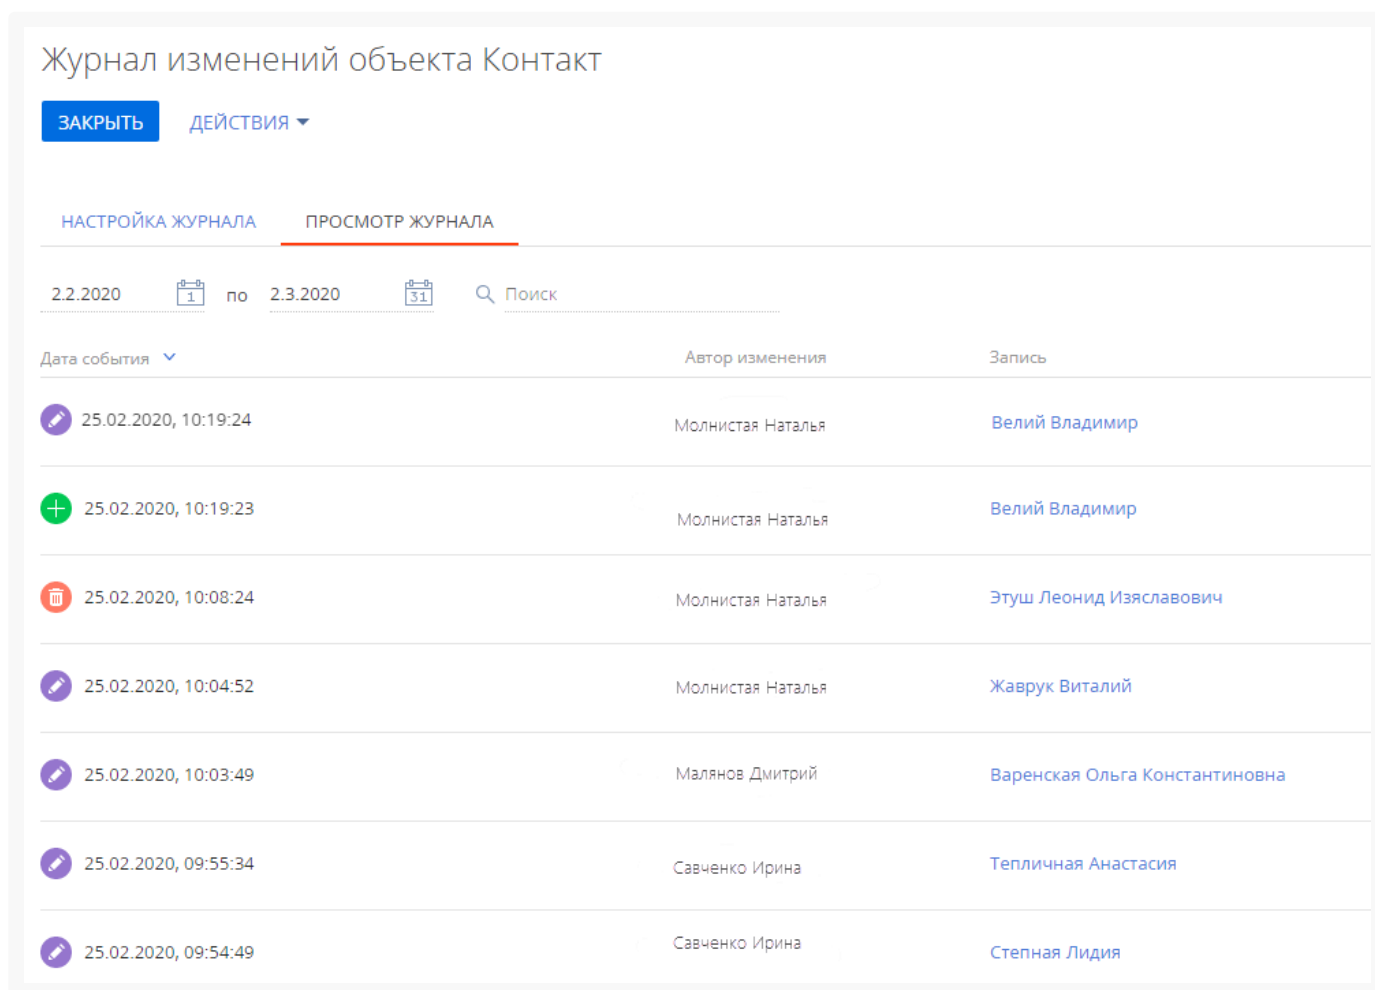 Журнал изменений объекта Контакт
ЗАКРЫТЬ ДЕЙСТВИЯ
НАСТРОЙКА ЖУРНАЛА ПРОСМОТР ЖУРНАЛА
2.2.2020 1 по 2.3.2020 31 Поиск
Дата события Автор изменения Запись
25.02.2020, 10:19:24 Молнистая Наталья Велий Владимир
25.02.2020, 10:19:23 Молнистая Наталья Велий Владимир
25.02.2020, 10:08:24 Молнистая Наталья Этуш Леонид Изяславович
25.02.2020, 10:04:52 Молнистая Наталья Жаврук Виталий
25.02.2020, 10:03:49 Малянов Дмитрий Варенская Ольга Константиновна
25.02.2020, 09:55:34 Савченко Ирина Тепличная Анастасия
25.02.2020, 09:54:49 Савченко Ирина Степная Лидия